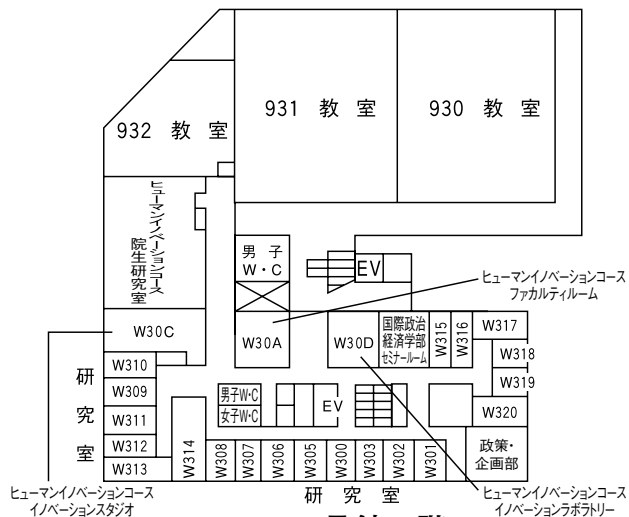 931 教 室
930 教 室
932 教 室
ヒューマンイノベーションコース
院生研究室
男 子
W・C
EV
ヒューマンイノベーションコース
ファカルティルーム
W30C
W30A
W30D
国際政治
経済学部
セミナールーム
W315
W316
W317
W318
W319
W320
研究室
W310
W309
W311
W312
W313
W314
男子W・C
女子W・C
EV
W308
W307
W306
W305
W300
W303
W302
W301
政策・
企画部
ヒューマンイノベーションコース
イノベーションスタジオ
研 究 室
ヒューマンイノベーションコース
イノベーションラボラトリー